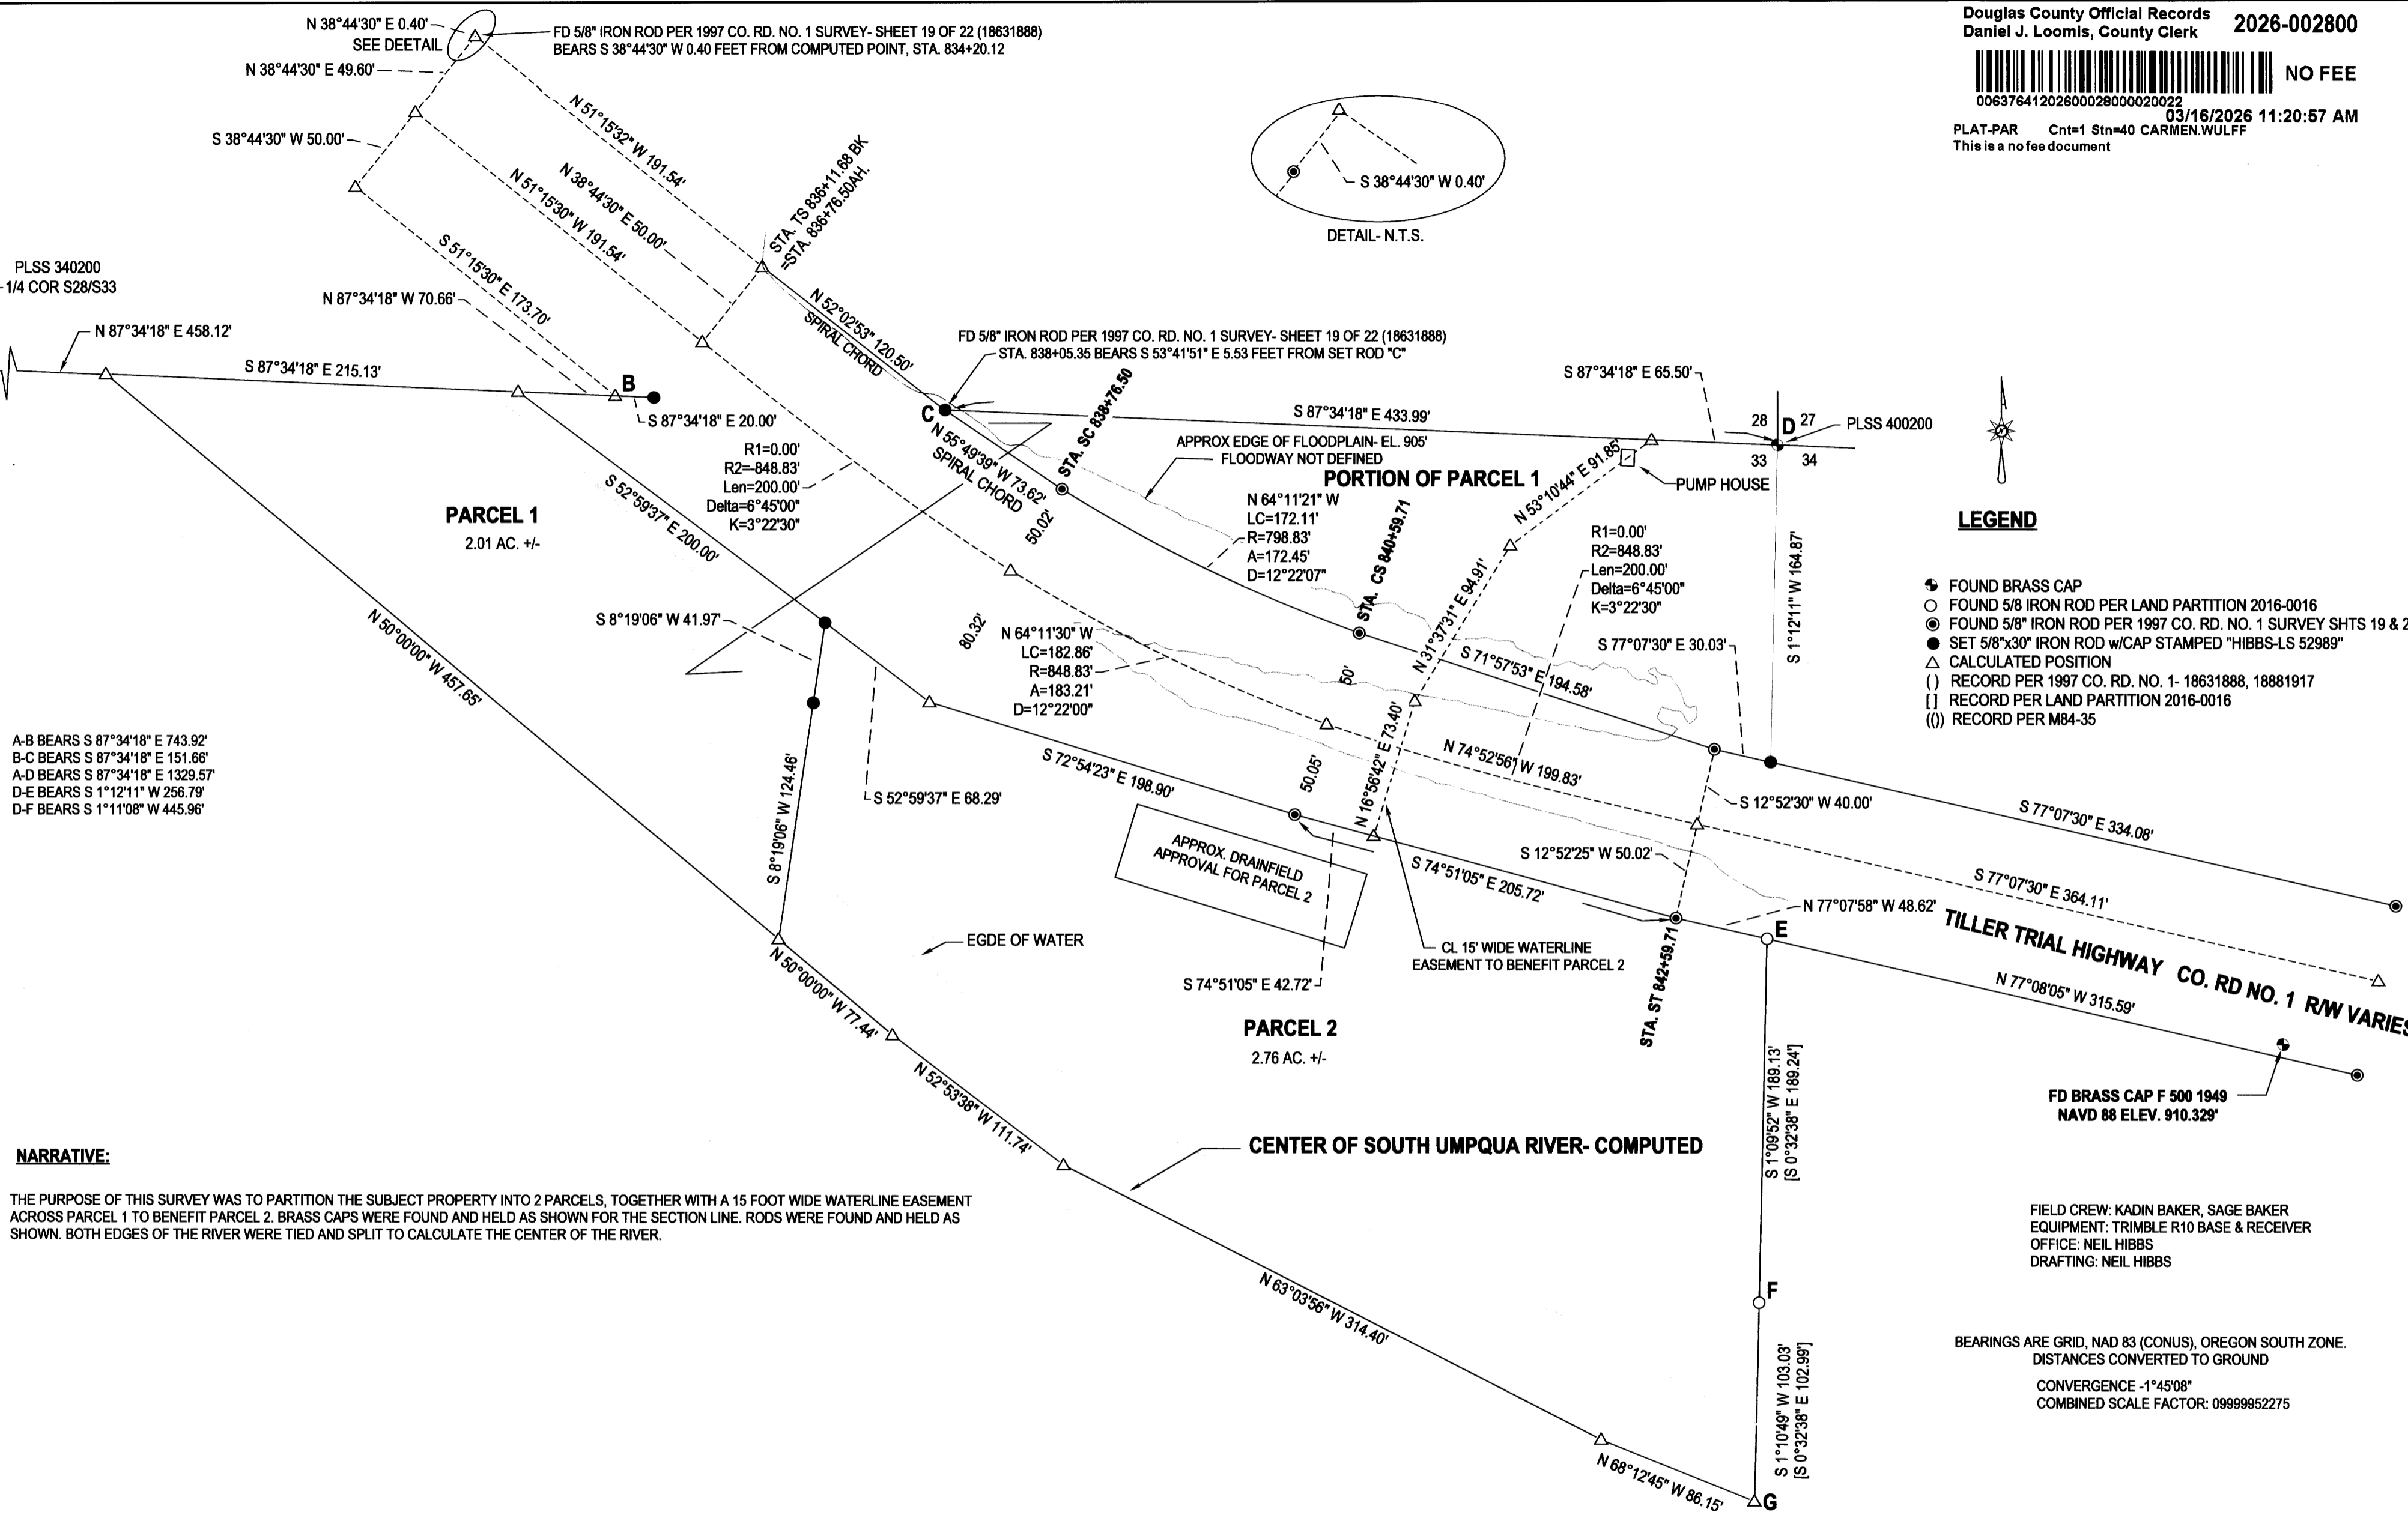 Douglas County Official Records
Daniel J. Loomis, County Clerk
2026-002800
NO FEE
00637641202600028000020022
03/16/2026 11:20:57 AM
PLAT-PAR Cnt=1 Stn=40 CARMEN.WULFF
This is a no fee document
N 38°44'30" E 0.40'
SEE DEETAIL
FD 5/8" IRON ROD PER 1997 CO. RD. NO. 1 SURVEY- SHEET 19 OF 22 (18631888)
BEARS S 38°44'30" W 0.40 FEET FROM COMPUTED POINT, STA. 834+20.12
N 38°44'30" E 49.60'
S 38°44'30" W 50.00'
N 51°15'32" W 191.54'
N 51°15'30" W 191.54'
N 38°44'30" E 50.00'
S 51°15'30" E 173.70'
STA. TS 836+11.68 BK
=STA. 836+76.50AH.
S 38°44'30" W 0.40'
DETAIL- N.T.S.
PLSS 340200
1/4 COR S28/S33
N 87°34'18" E 458.12'
S 87°34'18" E 215.13'
N 87°34'18" W 70.66'
B
S 87°34'18" E 20.00'
N 52°02'53" 120.50'
SPIRAL CHORD
FD 5/8" IRON ROD PER 1997 CO. RD. NO. 1 SURVEY- SHEET 19 OF 22 (18631888)
STA. 838+05.35 BEARS S 53°41'51" E 5.53 FEET FROM SET ROD "C"
C
N 55°49'39" W 73.62'
SPIRAL CHORD
STA. SC 838+76.50
S 87°34'18" E 433.99'
S 87°34'18" E 65.50'
28
D
27
33
34
PLSS 400200
APPROX EDGE OF FLOODPLAIN- EL. 905'
FLOODWAY NOT DEFINED
PORTION OF PARCEL 1
PUMP HOUSE
N 53°10'44" E 91.85'
R1=0.00'
R2=-848.83'
Len=200.00'
Delta=6°45'00"
K=3°22'30"
50.02'
N 64°11'21" W
LC=172.11'
R=798.83'
A=172.45'
D=12°22'07"
STA. CS 840+59.71
R1=0.00'
R2=848.83'
Len=200.00'
Delta=6°45'00"
K=3°22'30"
S 1°12'11" W 164.87'
PARCEL 1
2.01 AC. +/-
S 52°59'37" E 200.00'
S 8°19'06" W 41.97'
N 50°00'00" W 457.65'
80.32'
N 64°11'30" W
LC=182.86'
R=848.83'
A=183.21'
D=12°22'00"
50'
N 31°37'31" E 94.91'
S 77°07'30" E 30.03'
S 71°57'53" E 194.58'
N 16°56'42" E 73.40'
N 74°52'56" W 199.83'
LEGEND
FOUND BRASS CAP
FOUND 5/8 IRON ROD PER LAND PARTITION 2016-0016
FOUND 5/8" IRON ROD PER 1997 CO. RD. NO. 1 SURVEY SHTS 19 & 2
SET 5/8"x30" IRON ROD w/CAP STAMPED "HIBBS-LS 52989"
CALCULATED POSITION
( ) RECORD PER 1997 CO. RD. NO. 1- 18631888, 18881917
[ ] RECORD PER LAND PARTITION 2016-0016
(()) RECORD PER M84-35
A-B BEARS S 87°34'18" E 743.92'
B-C BEARS S 87°34'18" E 151.66'
A-D BEARS S 87°34'18" E 1329.57'
D-E BEARS S 1°12'11" W 256.79'
D-F BEARS S 1°11'08" W 445.96'
S 8°19'06" W 124.46'
S 52°59'37" E 68.29'
S 72°54'23" E 198.90'
50.05'
APPROX. DRAINFIELD
APPROVAL FOR PARCEL 2
S 12°52'30" W 40.00'
S 12°52'25" W 50.02'
S 74°51'05" E 205.72'
S 77°07'30" E 334.08'
S 77°07'30" E 364.11'
N 77°07'58" W 48.62'
E
TILLER TRIAL HIGHWAY CO. RD NO. 1 R/W VARIES
N 77°08'05" W 315.59'
EGDE OF WATER
CL 15' WIDE WATERLINE
EASEMENT TO BENEFIT PARCEL 2
S 74°51'05" E 42.72'
STA. ST 842+59.71
PARCEL 2
2.76 AC. +/-
N 50°00'00" W 77.44'
N 52°53'38" W 111.74'
S 1°09'52" W 189.13'
[S 0°32'38" E 189.24']
FD BRASS CAP F 500 1949
NAVD 88 ELEV. 910.329'
CENTER OF SOUTH UMPQUA RIVER- COMPUTED
NARRATIVE:
THE PURPOSE OF THIS SURVEY WAS TO PARTITION THE SUBJECT PROPERTY INTO 2 PARCELS, TOGETHER WITH A 15 FOOT WIDE WATERLINE EASEMENT
ACROSS PARCEL 1 TO BENEFIT PARCEL 2. BRASS CAPS WERE FOUND AND HELD AS SHOWN FOR THE SECTION LINE. RODS WERE FOUND AND HELD AS
SHOWN. BOTH EDGES OF THE RIVER WERE TIED AND SPLIT TO CALCULATE THE CENTER OF THE RIVER.
FIELD CREW: KADIN BAKER, SAGE BAKER
EQUIPMENT: TRIMBLE R10 BASE & RECEIVER
OFFICE: NEIL HIBBS
DRAFTING: NEIL HIBBS
N 63°03'56" W 314.40'
F
S 1°10'49" W 103.03'
[S 0°32'38" E 102.99']
BEARINGS ARE GRID, NAD 83 (CONUS), OREGON SOUTH ZONE.
DISTANCES CONVERTED TO GROUND
CONVERGENCE -1°45'08"
COMBINED SCALE FACTOR: 09999952275
N 68°12'45" W 86.15'
G